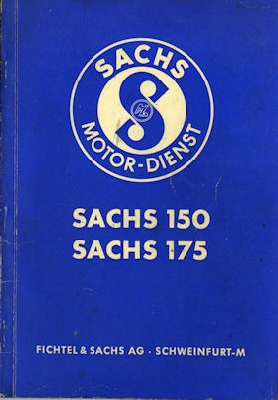 SACHS
MOTOR-DIENST
SACHS 150
SACHS 175
FICHTEL & SACHS AG · SCHWEINFURT-M